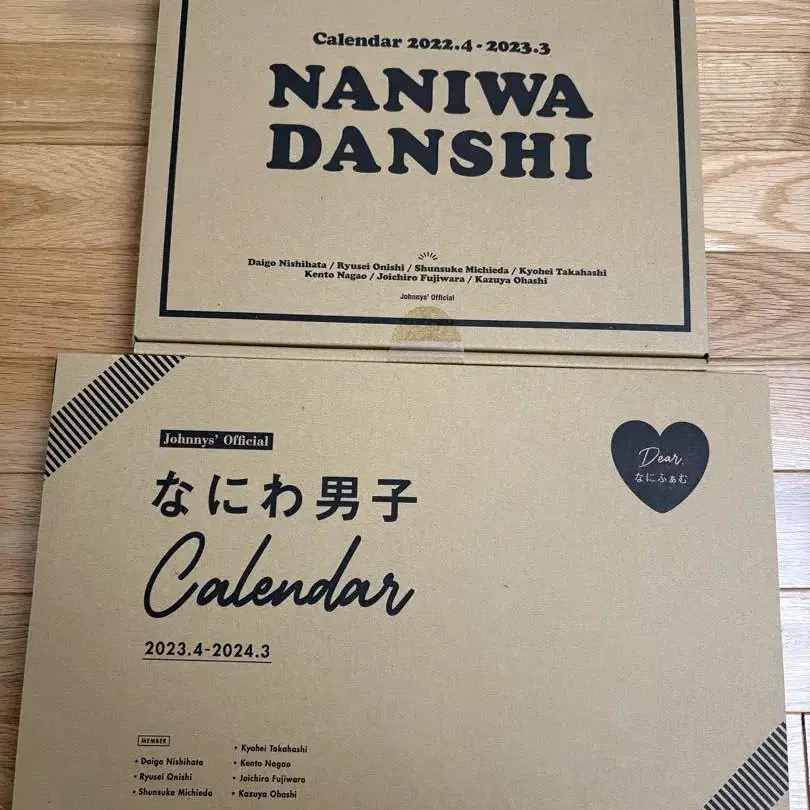 Calendar 2022.4 - 2023.3
NANIWA
DANSHI
Daigo Nishihata / Ryusei Onishi / Shunsuke Michieda / Kyohei Takahashi
Kento Nagao / Joichiro Fujiwara / Kazuya Ohashi
Johnnys' Official
Johnnys' Official
Dear.
なにふぁむ
なにわ男子
Calendar
2023.4-2024.3
MEMBER
• Daigo Nishihata
• Ryusei Onishi
• Shunsuke Michieda
• Kyohei Takahashi
• Kento Nagao
• Joichiro Fujiwara
• Kazuya Ohashi